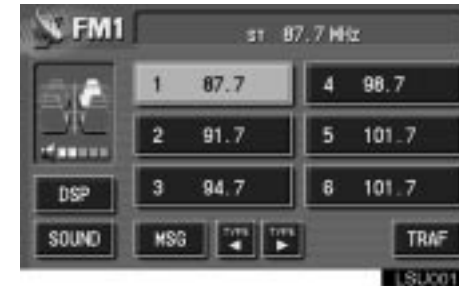 FM1
ST 87.7 MHz
1 87.7
4 98.7
2 91.7
5 101.7
3 94.7
6 101.7
DSP
SOUND
MSG
TYPE ◀
TYPE ▶
TRAF
LSU001